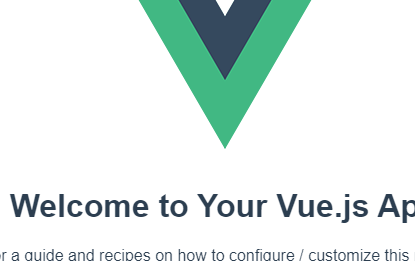 Welcome to Your Vue.js Ap
r a guide and recipes on how to configure / customize this